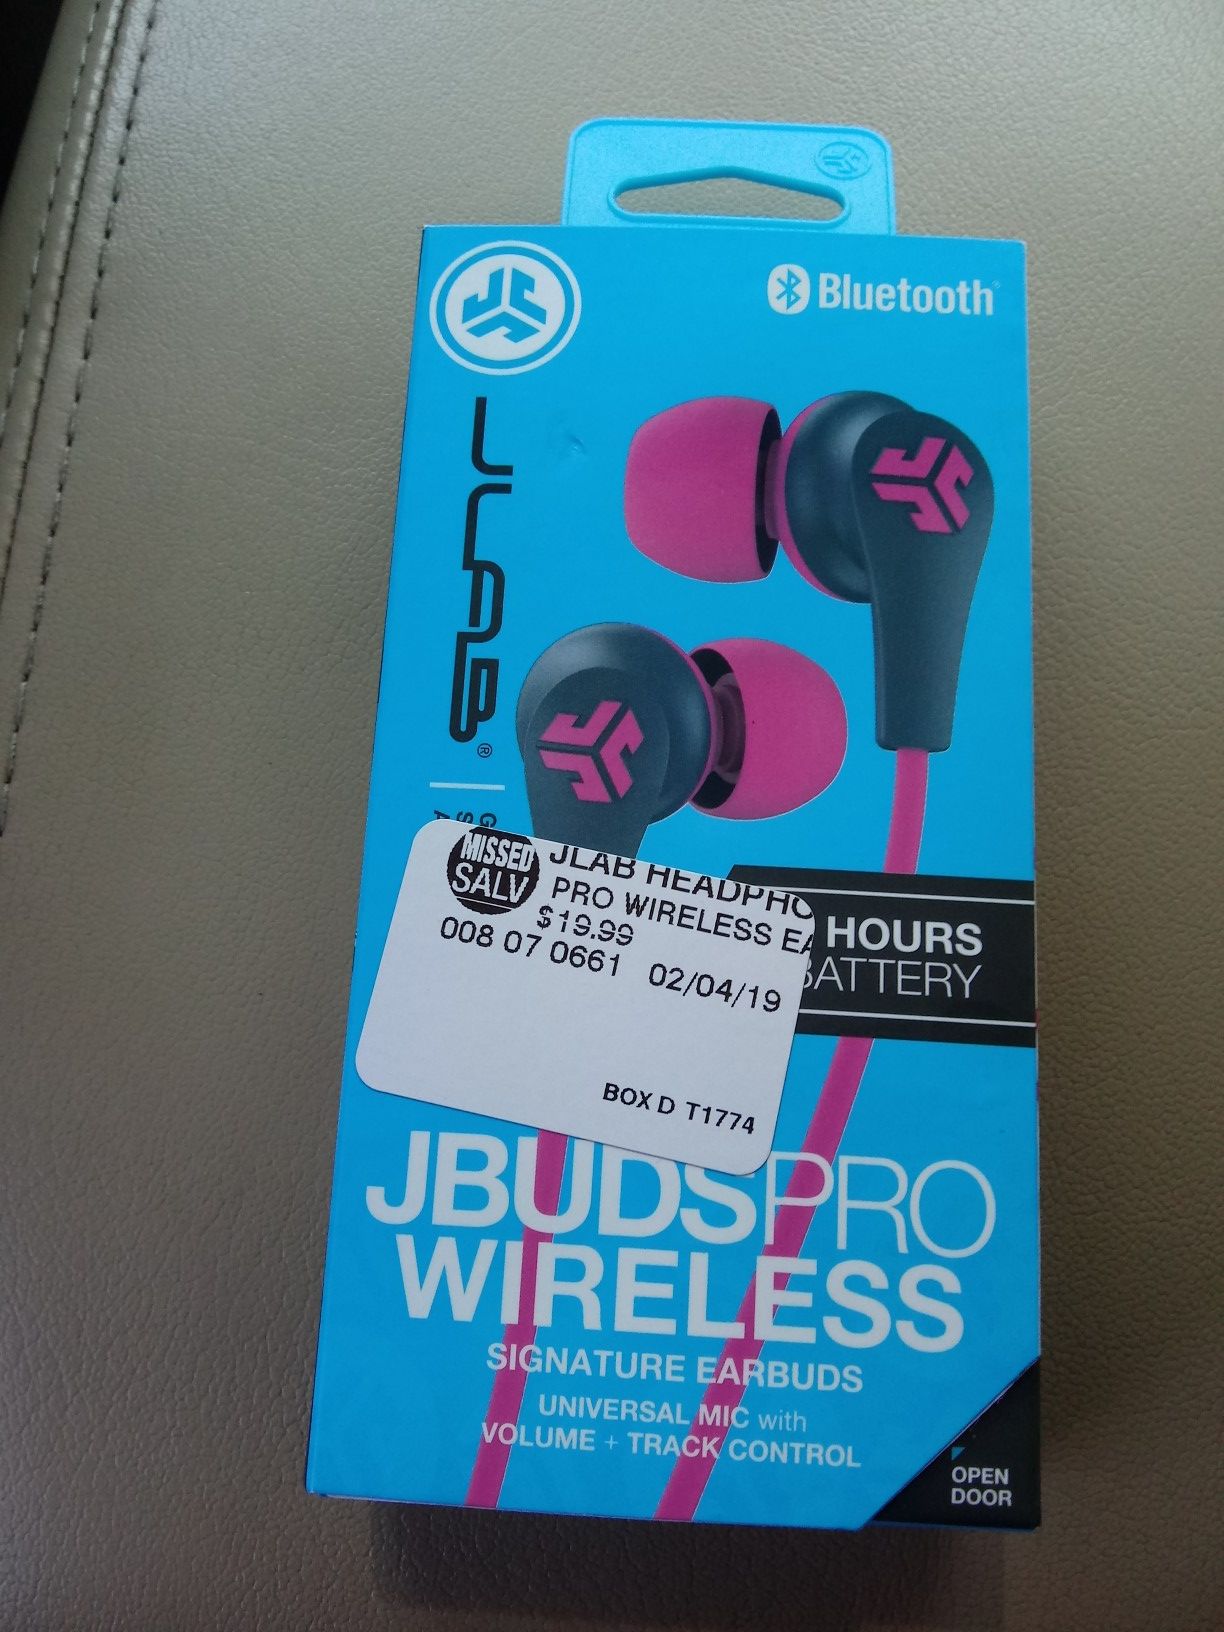 Bluetooth®
JLAB®
MISSED
SALV
JLAB HEADPHO
PRO WIRELESS EA
$19.99
008 07 0661 02/04/19
BOX D T1774
HOURS
BATTERY
JBUDSPRO
WIRELESS
SIGNATURE EARBUDS
UNIVERSAL MIC with
VOLUME + TRACK CONTROL
OPEN
DOOR